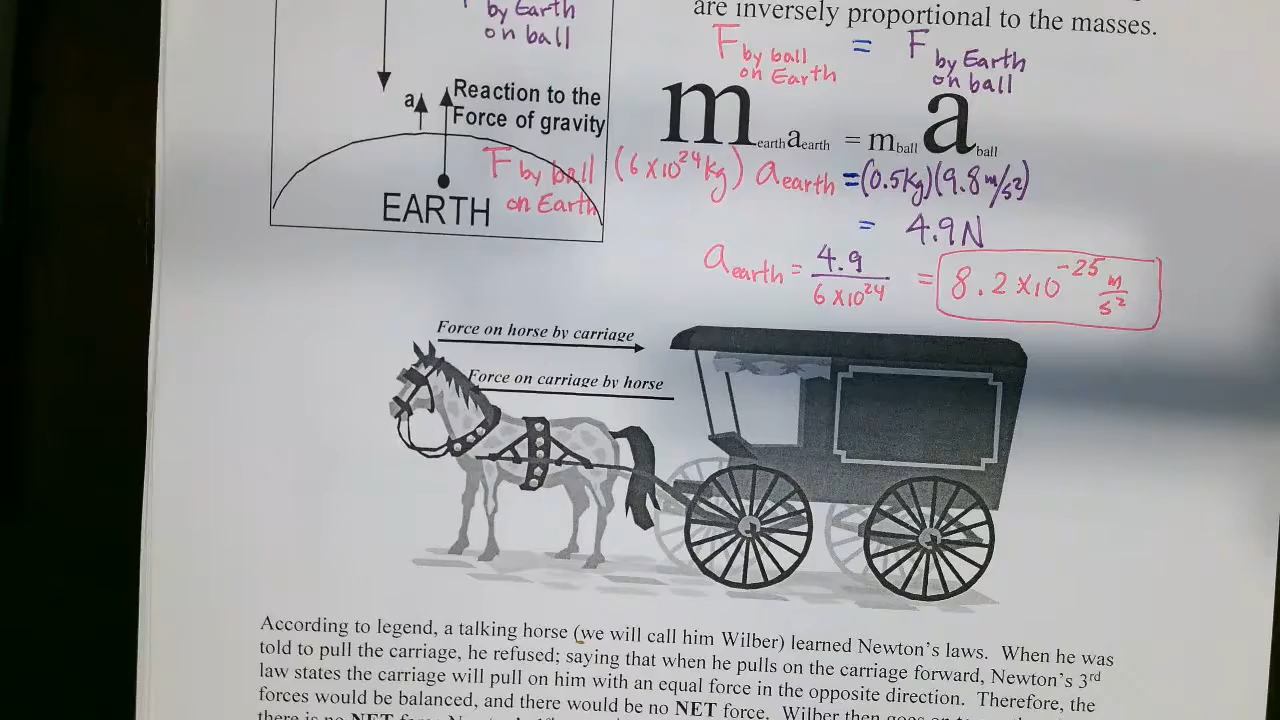 by Earth
on ball
a
Reaction to the
Force of gravity
F by ball
on Earth
EARTH
are inversely proportional to the masses.
F by ball on Earth = F by Earth on ball
m earth a earth = m ball a ball
(6 x 10^24 kg) a earth = (0.5kg)(9.8 m/s²)
= 4.9N
a earth = 4.9 / 6 x 10^24 = 8.2 x 10^-25 m/s²
Force on horse by carriage
Force on carriage by horse
According to legend, a talking horse (we will call him Wilber) learned Newton's laws. When he was
told to pull the carriage, he refused; saying that when he pulls on the carriage forward, Newton's 3rd
law states the carriage will pull on him with an equal force in the opposite direction. Therefore, the
forces would be balanced, and there would be no NET force. Wilber then goes on to
there is no NET